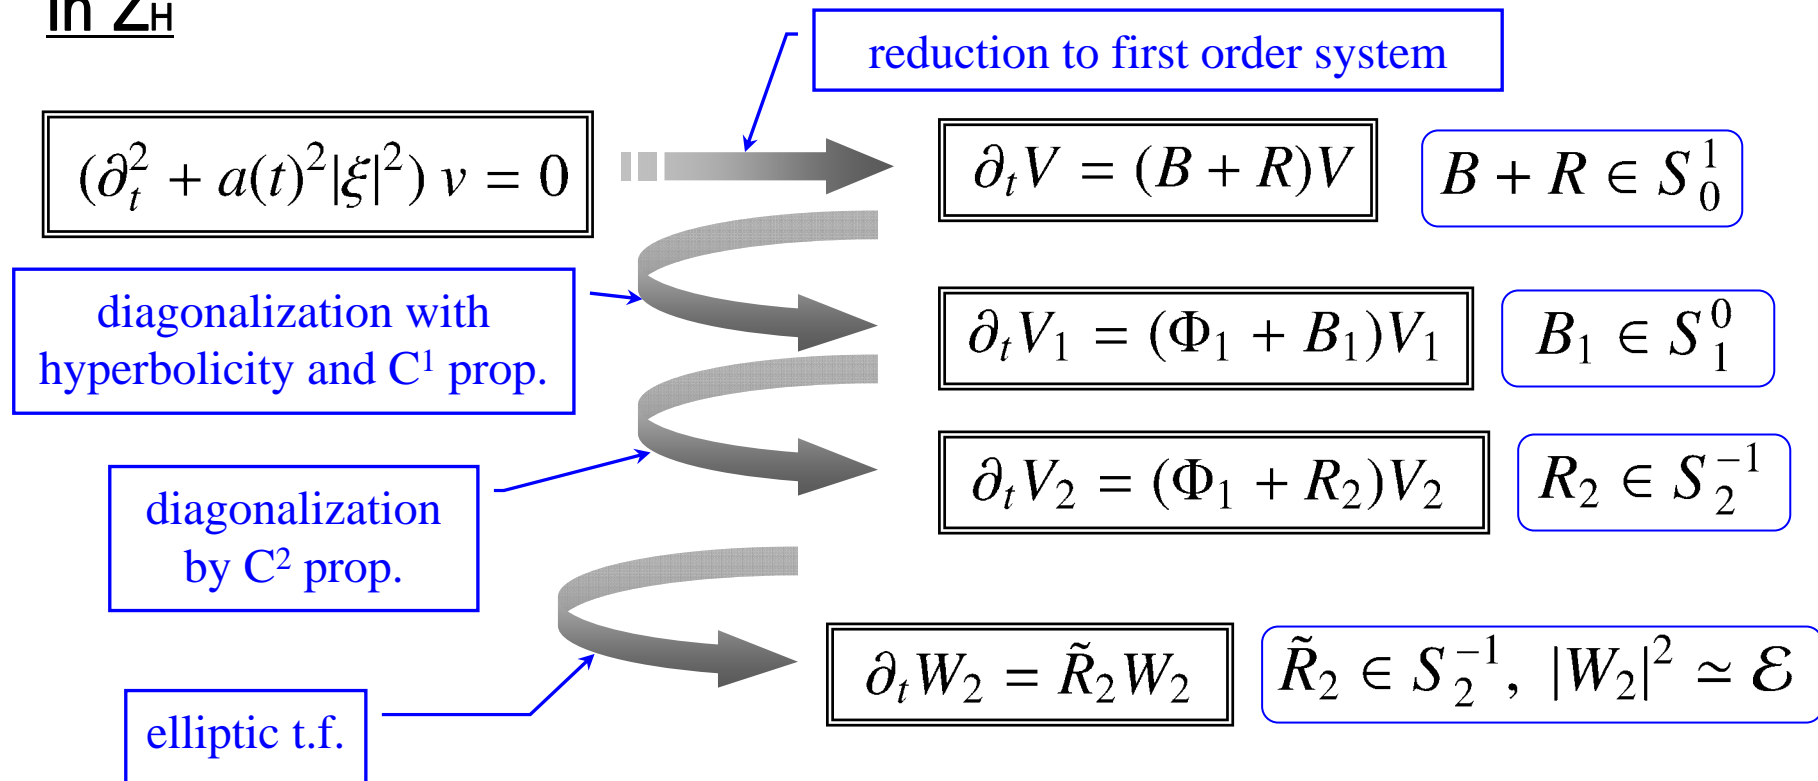 in Z_H
reduction to first order system
(∂_t^2 + a(t)^2|ξ|^2) v = 0
∂_t V = (B + R)V
B + R ∈ S_0^1
diagonalization with
hyperbolicity and C^1 prop.
∂_t V_1 = (Φ_1 + B_1)V_1
B_1 ∈ S_1^0
diagonalization
by C^2 prop.
∂_t V_2 = (Φ_1 + R_2)V_2
R_2 ∈ S_2^{-1}
elliptic t.f.
∂_t W_2 = R̃_2 W_2
R̃_2 ∈ S_2^{-1}, |W_2|^2 ≃ ℰ